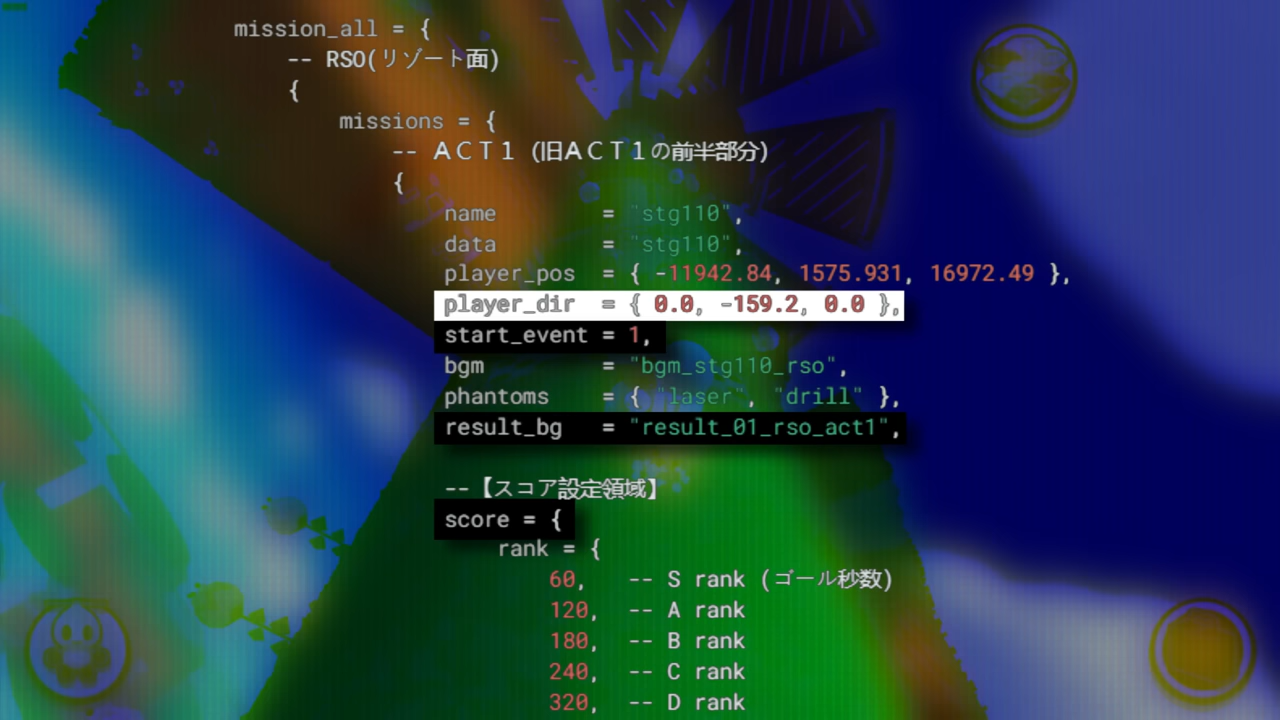 mission_all = {
-- RSO(リゾート面)
{
missions = {
-- ＡＣＴ１（旧ＡＣＴ１の前半部分)
{
name = "stg110",
data = "stg110",
player_pos = { -11942.84, 1575.931, 16972.49 },
player_dir = { 0.0, -159.2, 0.0 },
start_event = 1,
bgm = "bgm_stg110_rso",
phantoms = { "laser", "drill" },
result_bg = "result_01_rso_act1",
--【スコア設定領域】
score = {
rank = {
60, -- S rank (ゴール秒数)
120, -- A rank
180, -- B rank
240, -- C rank
320, -- D rank